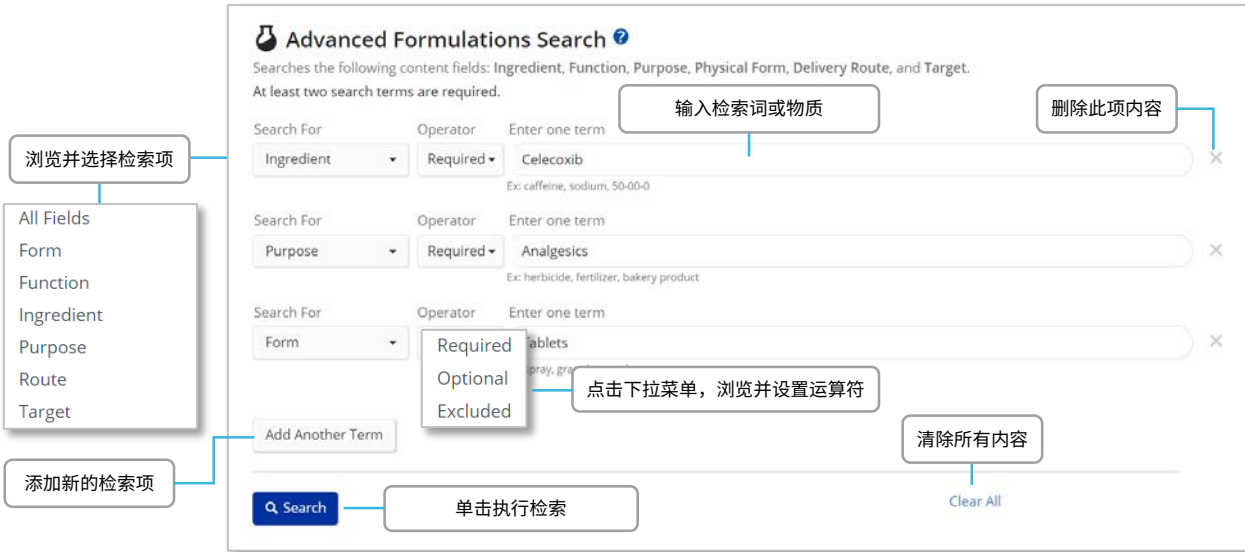 Advanced Formulations Search ?
Searches the following content fields: Ingredient, Function, Purpose, Physical Form, Delivery Route, and Target.
At least two search terms are required.
输入检索词或物质
删除此项内容
浏览并选择检索项
Search For Operator Enter one term
Ingredient Required Celecoxib
Ex: caffeine, sodium, 50-00-0
All Fields
Form
Function
Ingredient
Purpose
Route
Target
Search For Operator Enter one term
Purpose Required Analgesics
Ex: herbicide, fertilizer, bakery product
Search For Operator Enter one term
Form Tablets
Required
Optional
Excluded
spray,
点击下拉菜单，浏览并设置运算符
Add Another Term
添加新的检索项
清除所有内容
Clear All
Search
单击执行检索